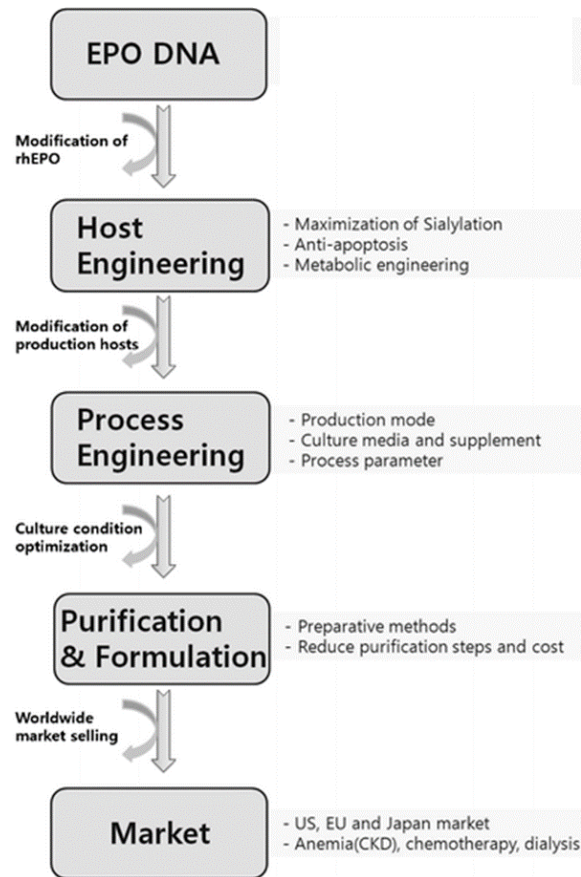 EPO DNA
Modification of
rhEPO
Host
Engineering
- Maximization of Sialylation
- Anti-apoptosis
- Metabolic engineering
Modification of
production hosts
Process
Engineering
- Production mode
- Culture media and supplement
- Process parameter
Culture condition
optimization
Purification
& Formulation
- Preparative methods
- Reduce purification steps and cost
Worldwide
market selling
Market
- US, EU and Japan market
- Anemia(CKD), chemotherapy, dialysis